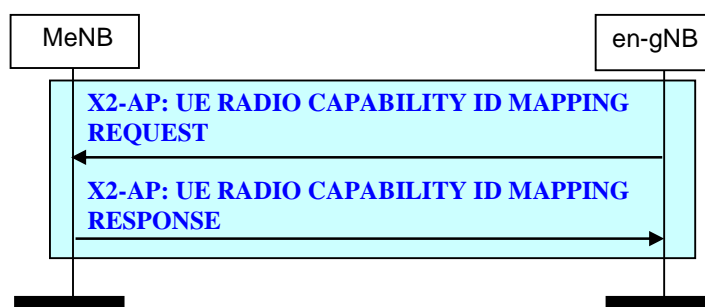 MeNB
en-gNB
X2-AP: UE RADIO CAPABILITY ID MAPPING
REQUEST
X2-AP: UE RADIO CAPABILITY ID MAPPING
RESPONSE